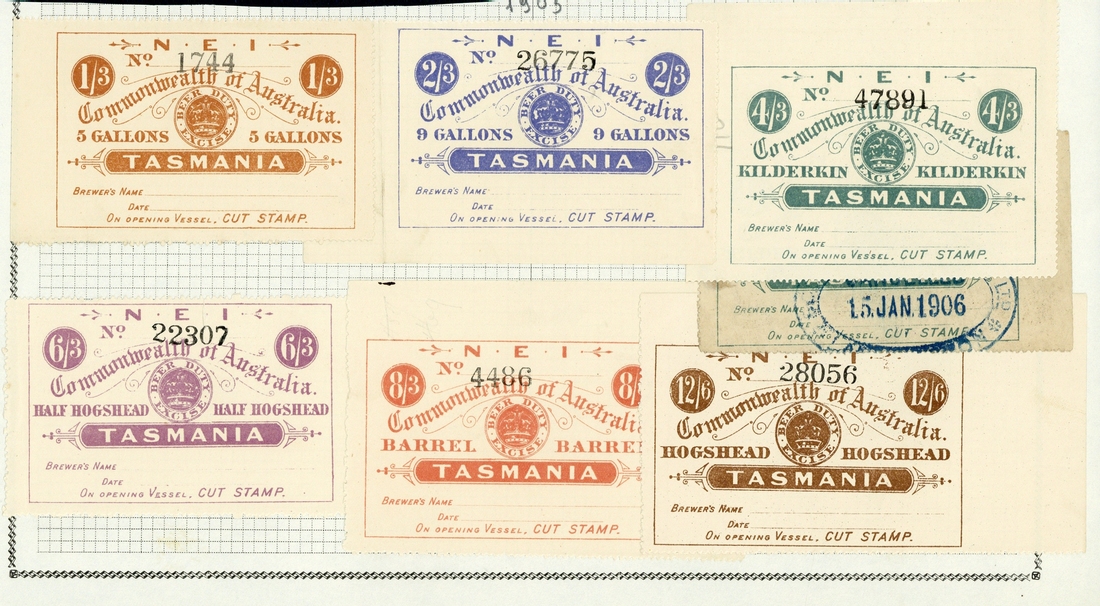 1905
N · E · I
No 1744
1/3 1/3
Commonwealth of Australia.
BEER DUTY
EXCISE
5 GALLONS 5 GALLONS
TASMANIA
BREWER'S NAME
DATE
ON OPENING VESSEL, CUT STAMP.
N · E · I
No 26775
2/3 2/3
Commonwealth of Australia.
BEER DUTY
EXCISE
9 GALLONS 9 GALLONS
TASMANIA
BREWER'S NAME
DATE
ON OPENING VESSEL, CUT STAMP.
N · E · I
No 47891
4/3 4/3
Commonwealth of Australia.
BEER DUTY
EXCISE
KILDERKIN KILDERKIN
TASMANIA
BREWER'S NAME
DATE
ON OPENING VESSEL, CUT STAMP.
BREWER'S NAME
15 JAN. 1906
LTD
DATE
VESSEL, CUT STAMP.
N · E · I
No 22307
6/3 6/3
Commonwealth of Australia.
BEER DUTY
EXCISE
HALF HOGSHEAD HALF HOGSHEAD
TASMANIA
BREWER'S NAME
DATE
ON OPENING VESSEL, CUT STAMP.
N · E · I
No 4486
8/3 8/
Commonwealth of Australia
BEER DUTY
EXCISE
BARREL BARREL
TASMANIA
BREWER'S NAME
DATE
ON OPENING VESSEL, CUT STAMP.
N · E · I
No 28056
12/6 12/6
Commonwealth of Australia.
BEER DUTY
EXCISE
HOGSHEAD HOGSHEAD
TASMANIA
BREWER'S NAME
DATE
ON OPENING VESSEL, CUT STAMP.